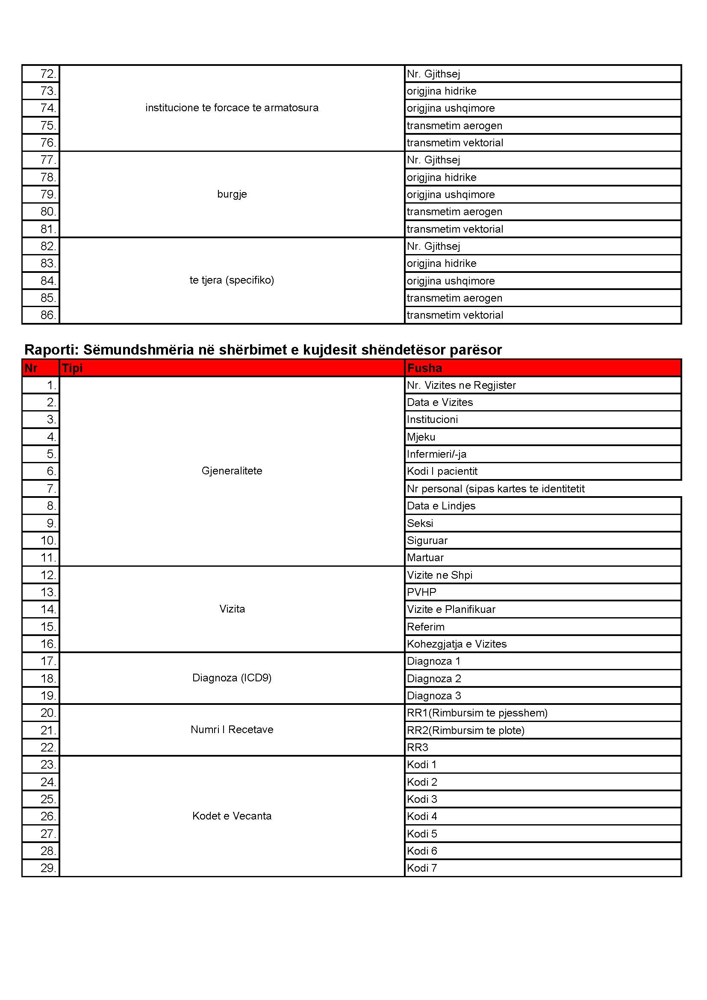 72. Nr. Gjithsej
73. origjina hidrike
74. institucione te forcace te armatosura origjina ushqimore
75. transmetim aerogen
76. transmetim vektorial
77. Nr. Gjithsej
78. origjina hidrike
79. burgje origjina ushqimore
80. transmetim aerogen
81. transmetim vektorial
82. Nr. Gjithsej
83. origjina hidrike
84. te tjera (specifiko) origjina ushqimore
85. transmetim aerogen
86. transmetim vektorial
Raporti: Sëmundshmëria në shërbimet e kujdesit shëndetësor parësor
Nr Tipi Fusha
1. Nr. Vizites ne Regjister
2. Data e Vizites
3. Institucioni
4. Mjeku
5. Infermieri/-ja
6. Gjeneralitete Kodi I pacientit
7. Nr personal (sipas kartes te identitetit
8. Data e Lindjes
9. Seksi
10. Siguruar
11. Martuar
12. Vizite ne Shpi
13. PVHP
14. Vizita Vizite e Planifikuar
15. Referim
16. Kohezgjatja e Vizites
17. Diagnoza 1
18. Diagnoza (ICD9) Diagnoza 2
19. Diagnoza 3
20. RR1(Rimbursim te pjesshem)
21. Numri I Recetave RR2(Rimbursim te plote)
22. RR3
23. Kodi 1
24. Kodi 2
25. Kodi 3
26. Kodet e Vecanta Kodi 4
27. Kodi 5
28. Kodi 6
29. Kodi 7